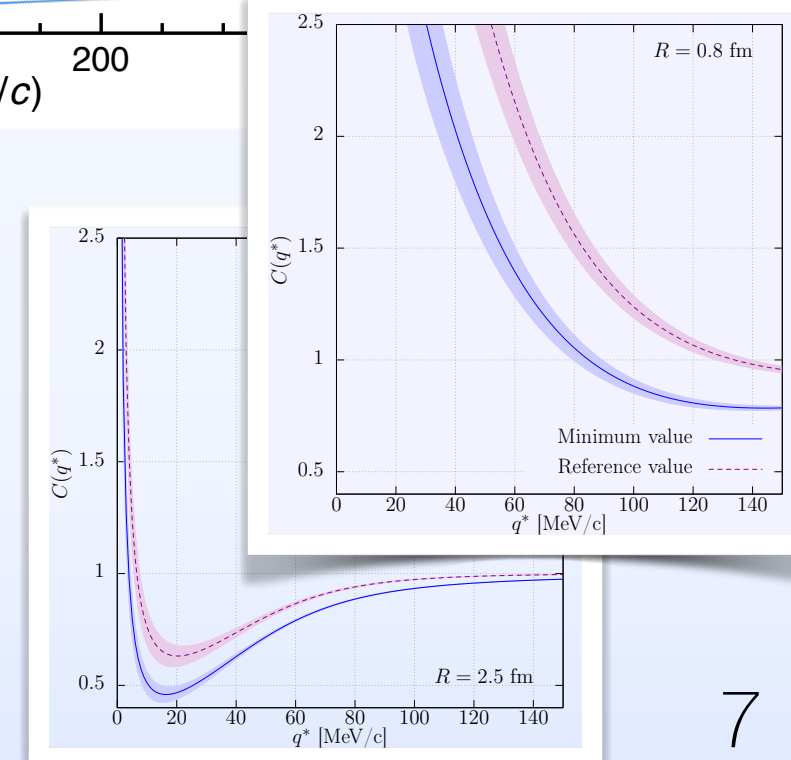 200
/c)
2.5
R = 0.8 fm
2
1.5
C(q*)
1
Minimum value
Reference value
0.5
0 20 40 60 80 100 120 140
q* [MeV/c]
2.5
2
1.5
C(q*)
1
0.5
R = 2.5 fm
0 20 40 60 80 100 120 140
q* [MeV/c]
7